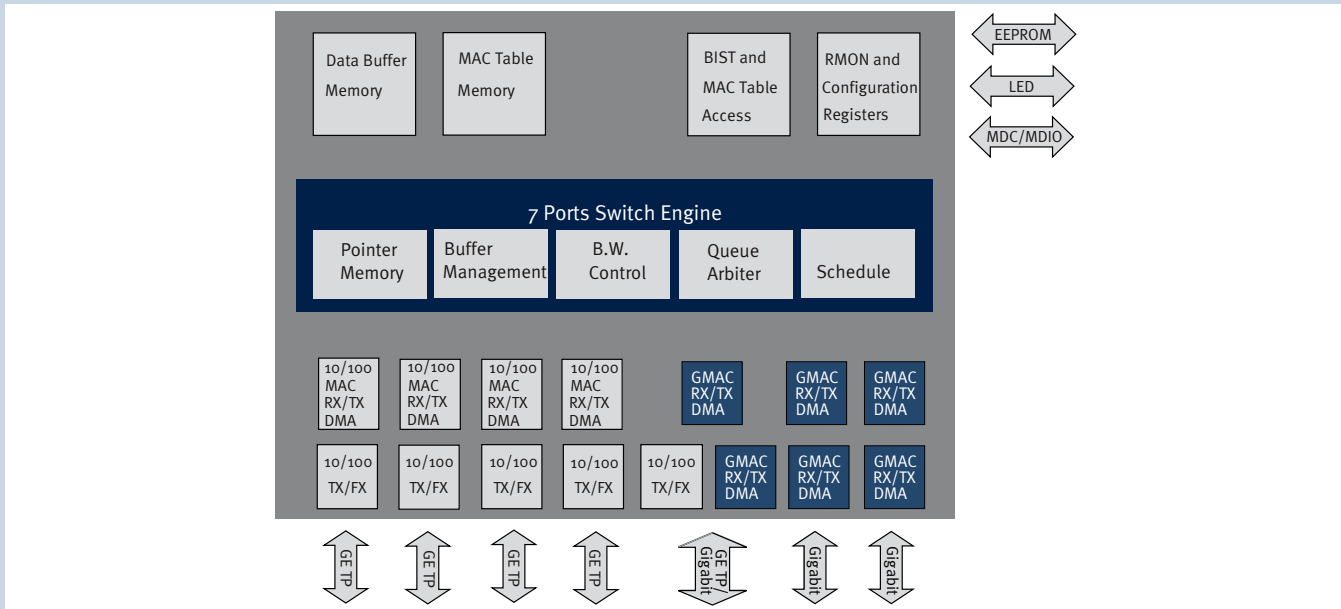 Data Buffer
Memory
MAC Table
Memory
BIST and
MAC Table
Access
RMON and
Configuration
Registers
EEPROM
LED
MDC/MDIO
7 Ports Switch Engine
Pointer
Memory
Buffer
Management
B.W.
Control
Queue
Arbiter
Schedule
10/100
MAC
RX/TX
DMA
10/100
MAC
RX/TX
DMA
10/100
MAC
RX/TX
DMA
10/100
MAC
RX/TX
DMA
GMAC
RX/TX
DMA
GMAC
RX/TX
DMA
GMAC
RX/TX
DMA
10/100
TX/FX
10/100
TX/FX
10/100
TX/FX
10/100
TX/FX
10/100
TX/FX
GMAC
RX/TX
DMA
GMAC
RX/TX
DMA
GMAC
RX/TX
DMA
GE TP
GE TP
GE TP
GE TP
GE TP
Gigabit
Gigabit
Gigabit